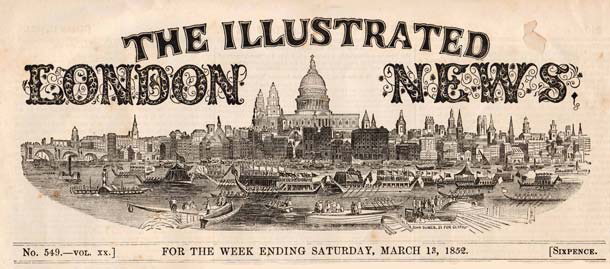 THE ILLUSTRATED
LONDON NEWS.
No. 549.—VOL. XX.] FOR THE WEEK ENDING SATURDAY, MARCH 13, 1852. [SIXPENCE.